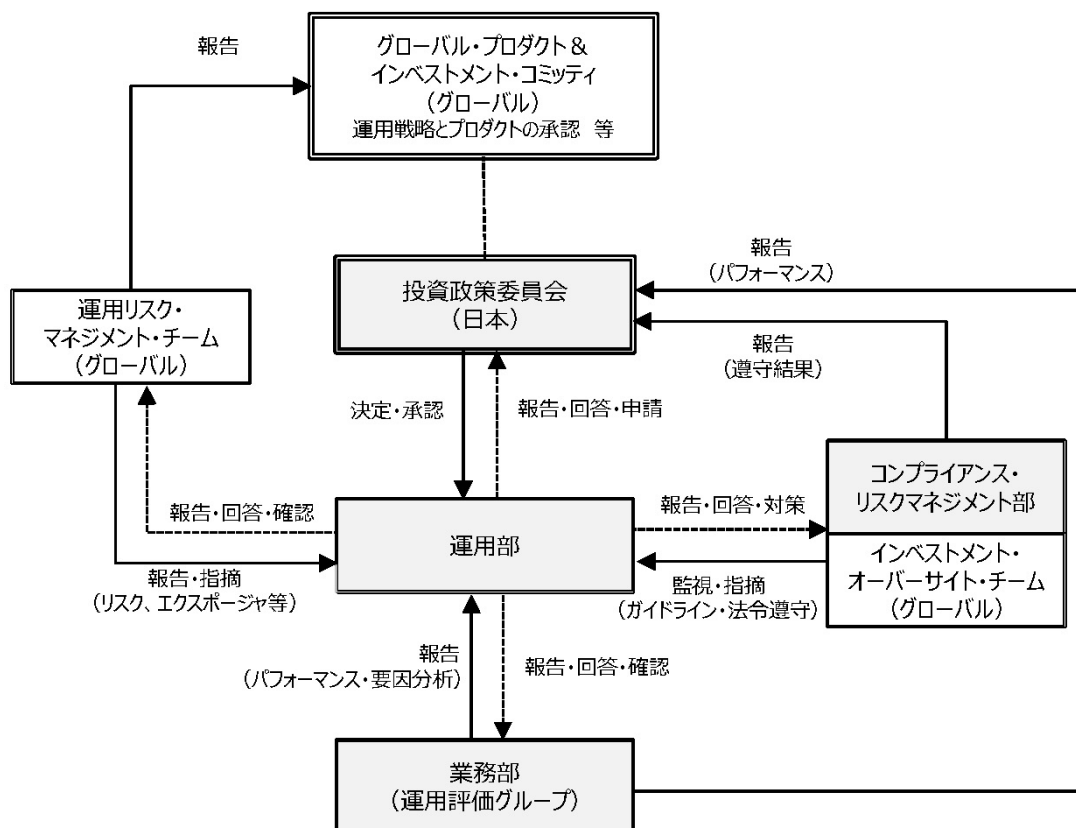 報告
グローバル・プロダクト＆
インベストメント・コミッティ
（グローバル）
運用戦略とプロダクトの承認 等
報告
（パフォーマンス）
投資政策委員会
（日本）
運用リスク・
マネジメント・チーム
（グローバル）
報告
（遵守結果）
決定・承認
報告・回答・申請
コンプライアンス・
リスクマネジメント部
報告・回答・確認
報告・回答・対策
運用部
インベストメント・
オーバーサイト・チーム
（グローバル）
報告・指摘
（リスク、エクスポージャ等）
監視・指摘
（ガイドライン・法令遵守）
報告
（パフォーマンス・要因分析）
報告・回答・確認
業務部
（運用評価グループ）